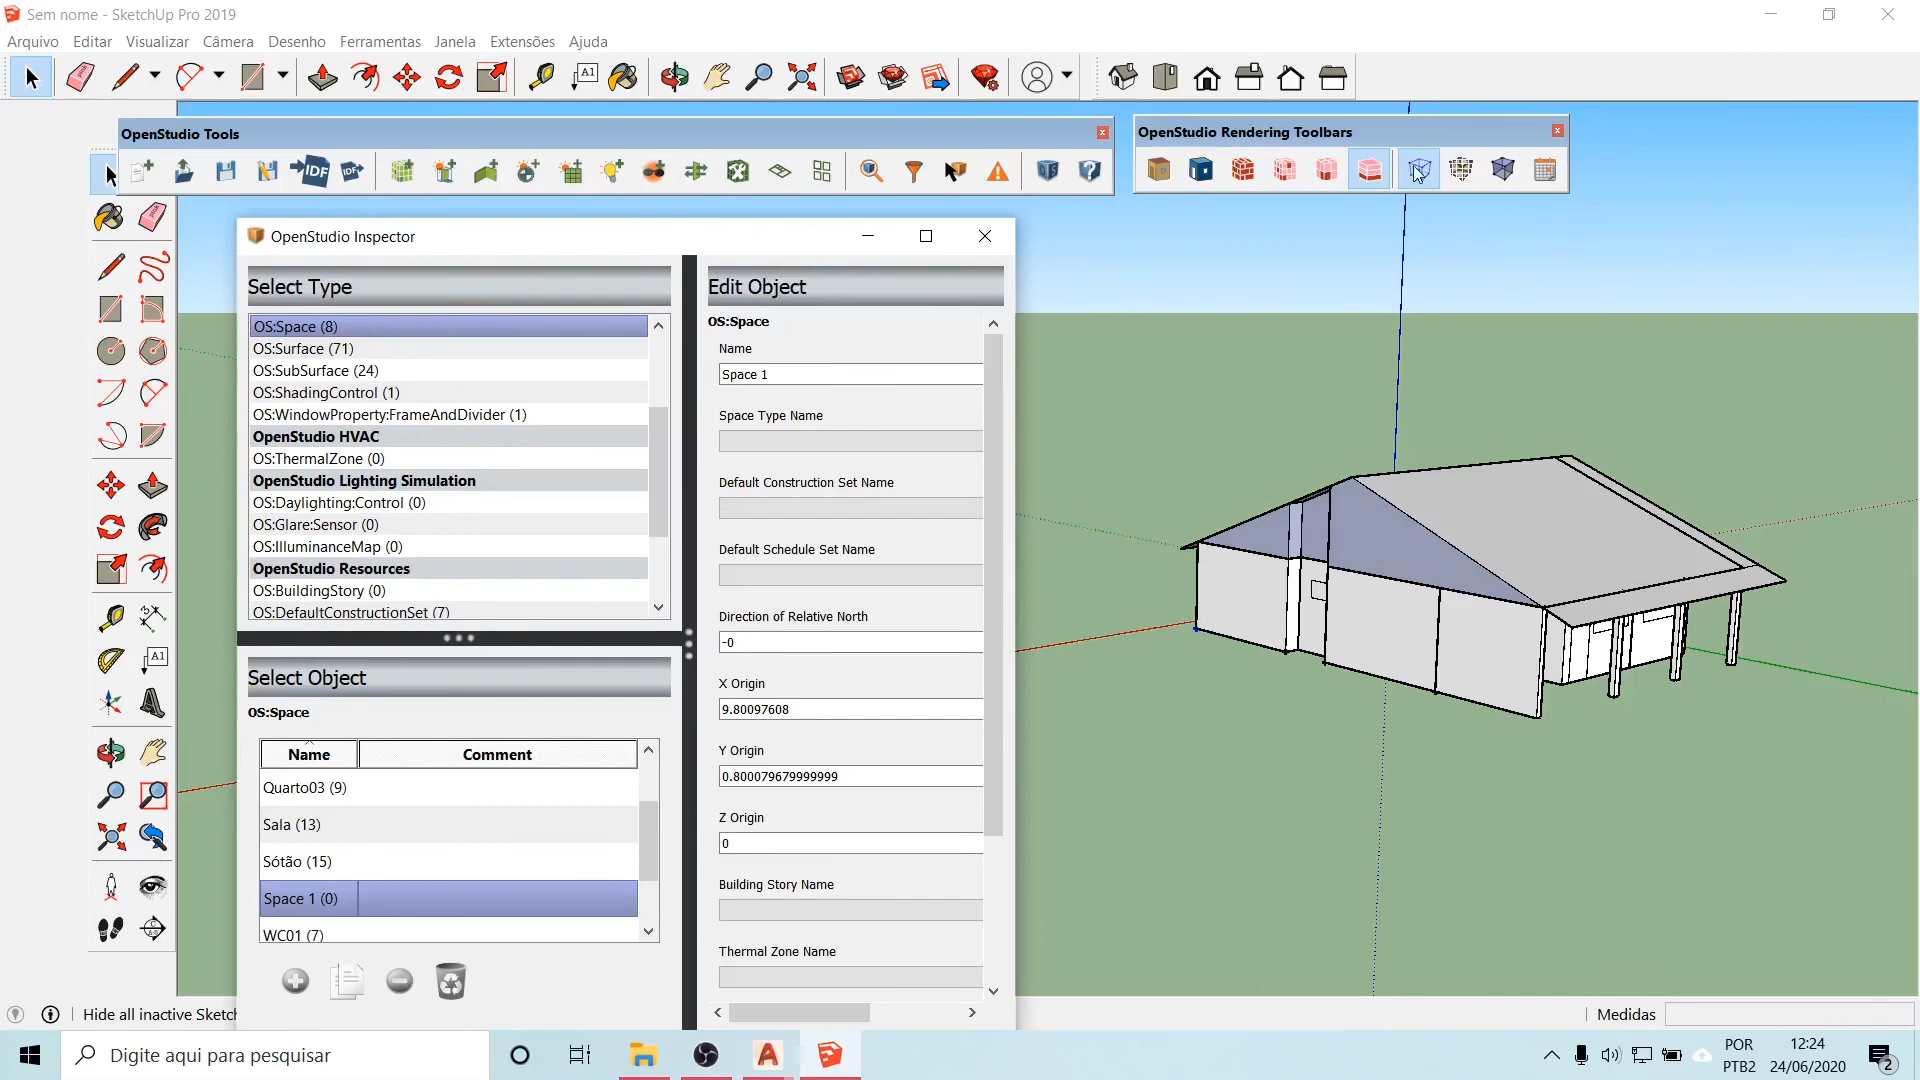 Sem nome - SketchUp Pro 2019
Arquivo Editar Visualizar Câmera Desenho Ferramentas Janela Extensões Ajuda
OpenStudio Tools
OpenStudio Rendering Toolbars
OpenStudio Inspector
Select Type
OS:Space (8)
OS:Surface (71)
OS:SubSurface (24)
OS:ShadingControl (1)
OS:WindowProperty:FrameAndDivider (1)
OpenStudio HVAC
OS:ThermalZone (0)
OpenStudio Lighting Simulation
OS:Daylighting:Control (0)
OS:Glare:Sensor (0)
OS:IlluminanceMap (0)
OpenStudio Resources
OS:BuildingStory (0)
OS:DefaultConstructionSet (7)
Select Object
OS:Space
Name Comment
Quarto03 (9)
Sala (13)
Sótão (15)
Space 1 (0)
WC01 (7)
Edit Object
OS:Space
Name
Space 1
Space Type Name
Default Construction Set Name
Default Schedule Set Name
Direction of Relative North
-0
X Origin
9.80097608
Y Origin
0.800079679999999
Z Origin
0
Building Story Name
Thermal Zone Name
Hide all inactive Sketch
Medidas
Digite aqui para pesquisar
POR
PTB2
12:24
24/06/2020
2